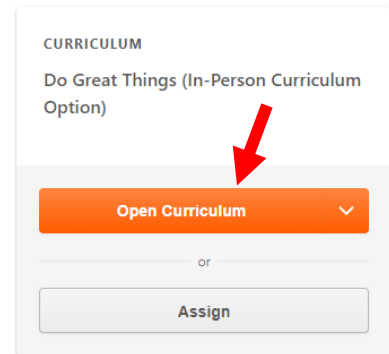 CURRICULUM
Do Great Things (In-Person Curriculum
Option)
Open Curriculum
or
Assign